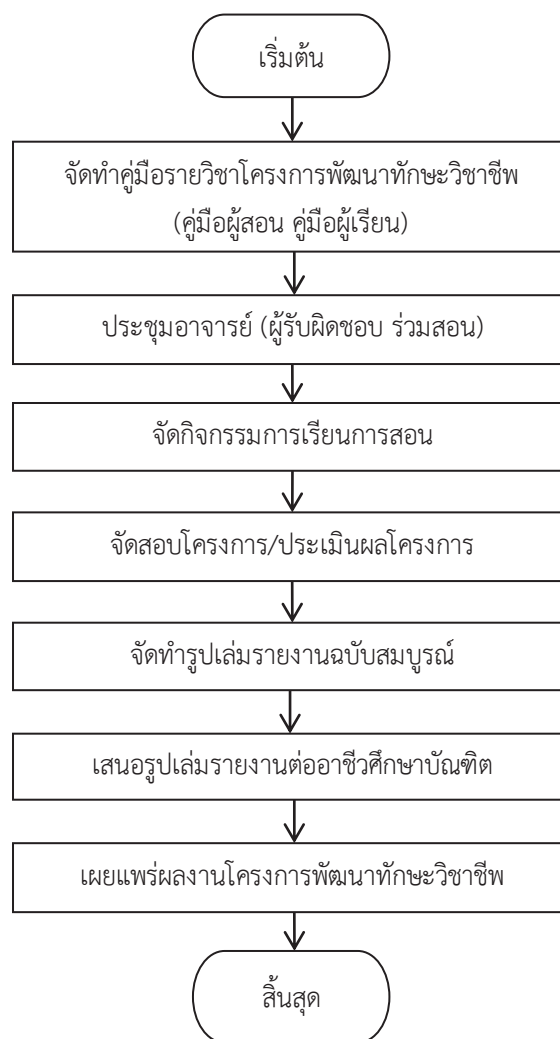 เริ่มต้น
จัดทำคู่มือรายวิชาโครงการพัฒนาทักษะวิชาชีพ
(คู่มือผู้สอน คู่มือผู้เรียน)
ประชุมอาจารย์ (ผู้รับผิดชอบ ร่วมสอน)
จัดกิจกรรมการเรียนการสอน
จัดสอบโครงการ/ประเมินผลโครงการ
จัดทำรูปเล่มรายงานฉบับสมบูรณ์
เสนอรูปเล่มรายงานต่ออาชีวศึกษาบัณฑิต
เผยแพร่ผลงานโครงการพัฒนาทักษะวิชาชีพ
สิ้นสุด